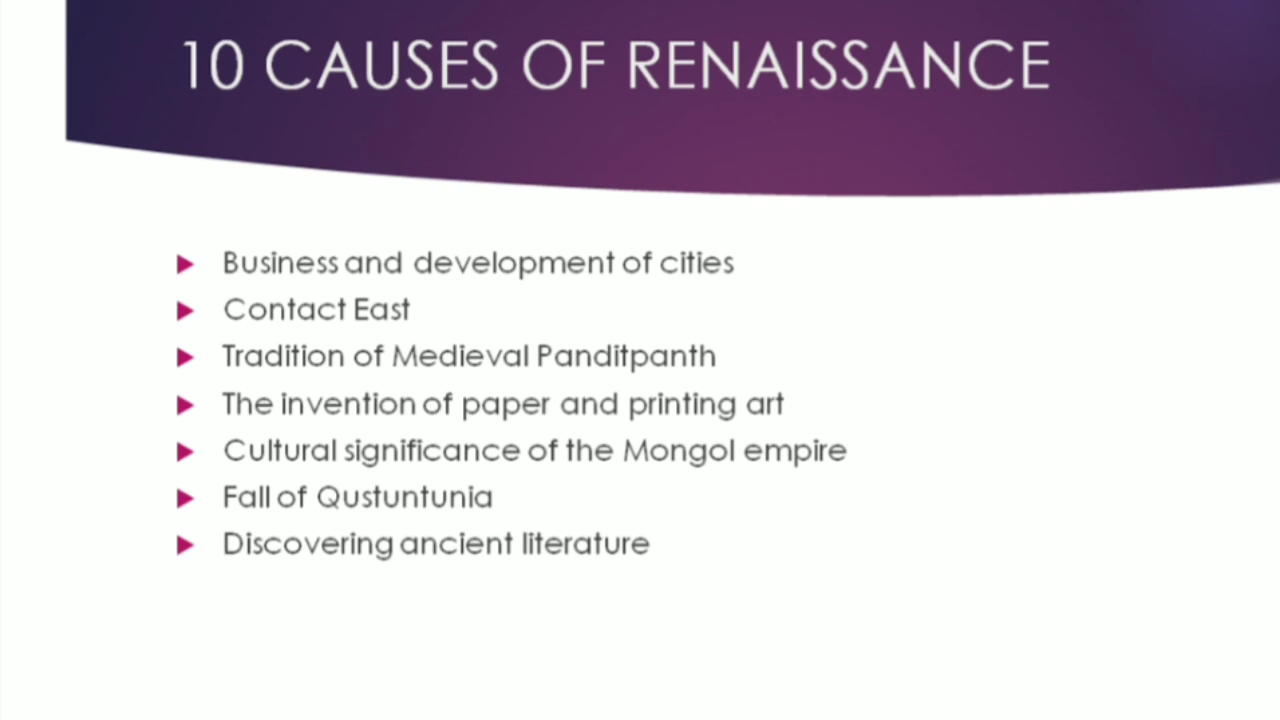 10 CAUSES OF RENAISSANCE
Business and development of cities
Contact East
Tradition of Medieval Panditpanth
The invention of paper and printing art
Cultural significance of the Mongol empire
Fall of Qustuntunia
Discovering ancient literature